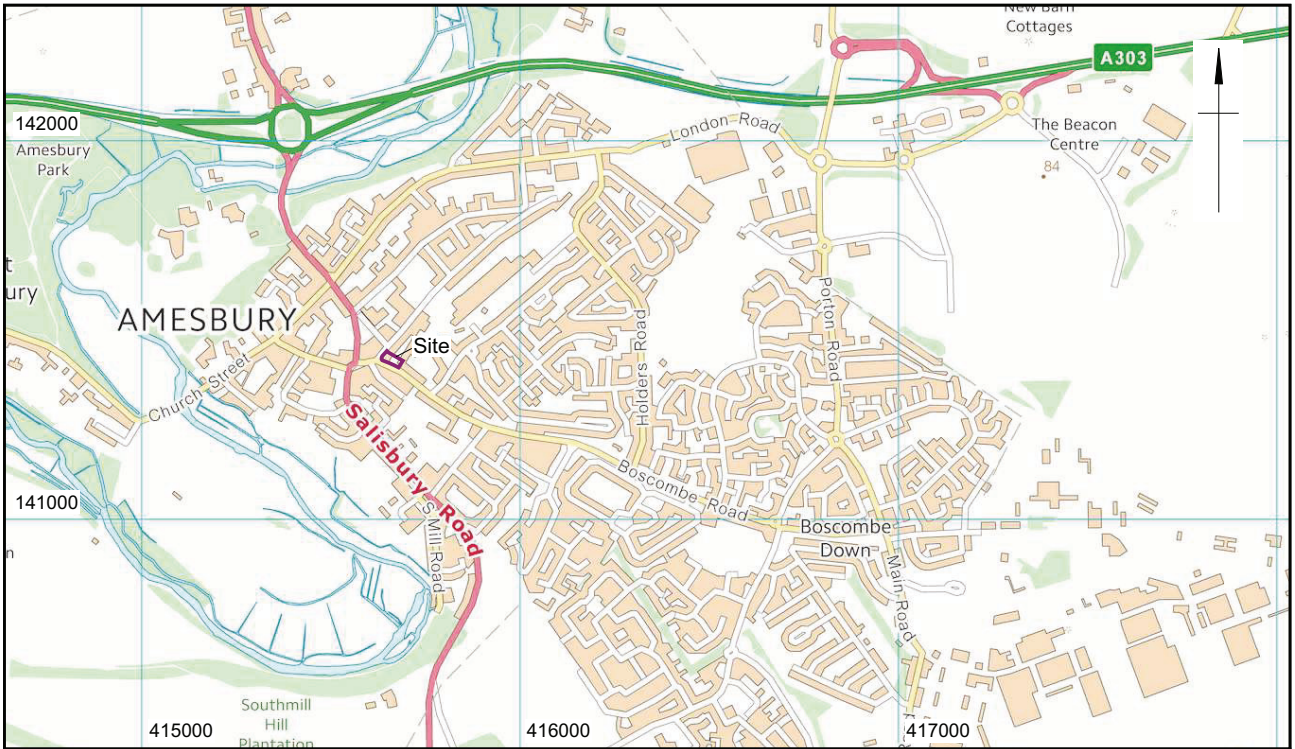 New Barn
Cottages
A303
142000
Amesbury
Park
London Road
The Beacon
Centre
84
AMESBURY
Site
Porton Road
Holders Road
Church Street
Salisbury Road
141000
S Mill Road
Boscombe Road
Boscombe
Down
Main Road
Southmill
Hill
Plantation
415000
416000
417000